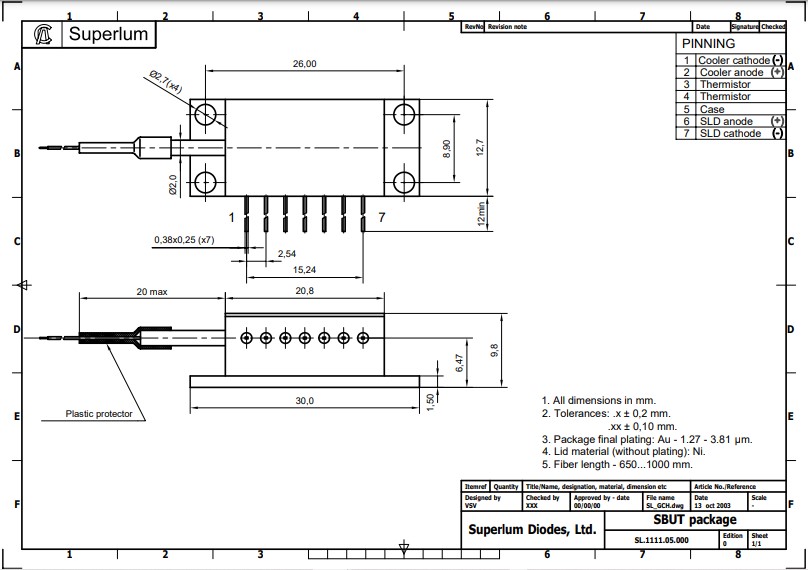 1 2 3 4 5 6 7 8
Superlum
RevNo Revision note Date Signature Checked
PINNING
1 Cooler cathode (-)
2 Cooler anode (+)
3 Thermistor
4 Thermistor
5 Case
6 SLD anode (+)
7 SLD cathode (-)
A A
26,00
Ø2,7(x4)
B B
8,90
12,7
Ø2,0
1 7
12min
C C
0,38x0,25 (x7)
2,54
15,24
20 max 20,8
D D
6,47
9,8
1,50
Plastic protector
30,0
E E
1. All dimensions in mm.
2. Tolerances: .x ± 0,2 mm.
.xx ± 0,10 mm.
3. Package final plating: Au - 1.27 - 3.81 µm.
4. Lid material (without plating): Ni.
5. Fiber length - 650...1000 mm.
F F
Itemref Quantity Title/Name, designation, material, dimension etc Article No./Reference
Designed by Checked by Approved by - date File name Date Scale
VSV XXX 00/00/00 SL_GCH.dwg 13 oct 2003 -
Superlum Diodes, Ltd.
SBUT package
SL.1111.05.000
Edition Sheet
0 1/1
1 2 3 6 7 8